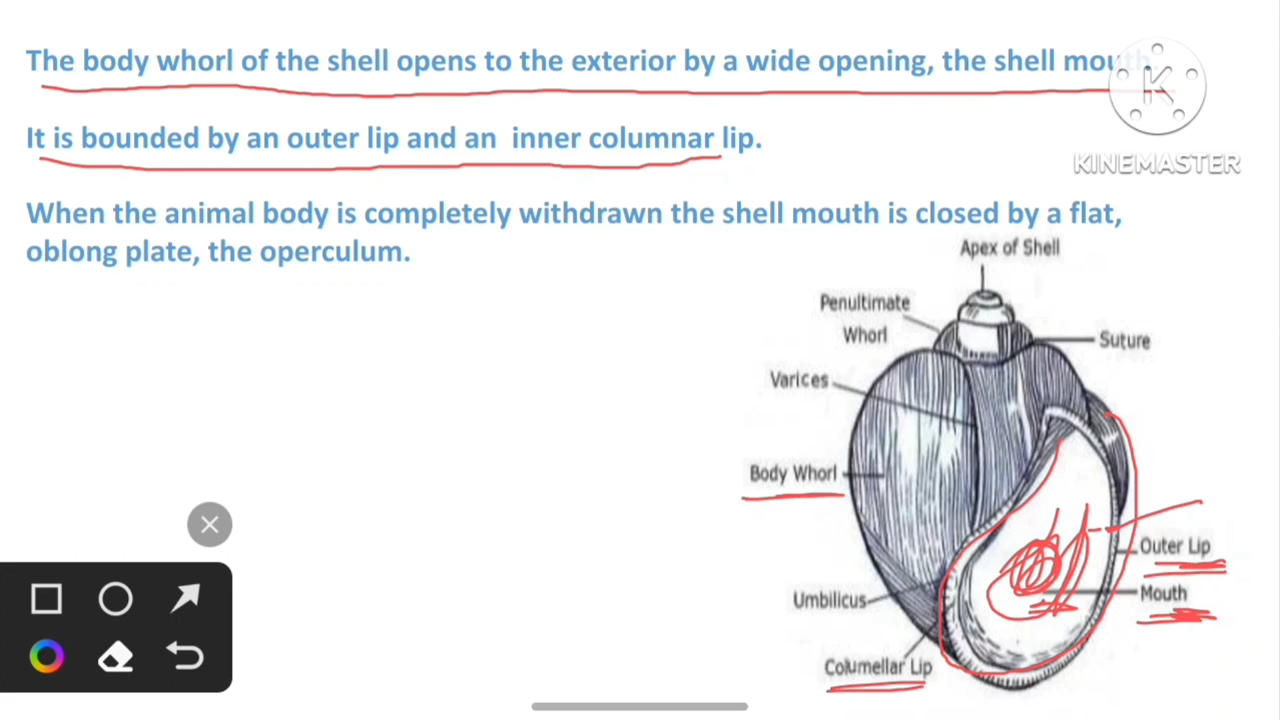 The body whorl of the shell opens to the exterior by a wide opening, the shell mouth.
It is bounded by an outer lip and an inner columnar lip.
When the animal body is completely withdrawn the shell mouth is closed by a flat,
oblong plate, the operculum.
K
KINEMASTER
Apex of Shell
Penultimate
Whorl
Suture
Varices
Body Whorl
Outer Lip
Mouth
Umbilicus
Columellar Lip